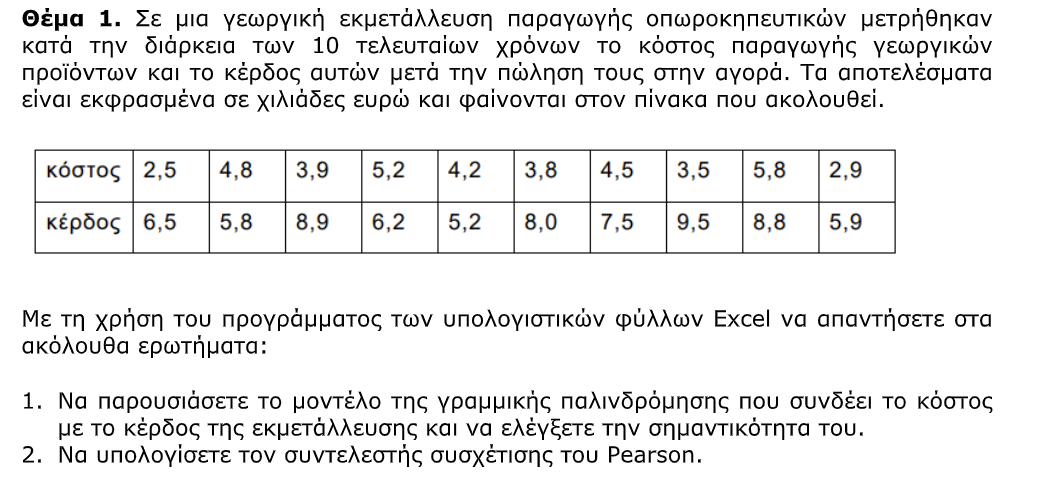 Θέμα 1. Σε μια γεωργική εκμετάλλευση παραγωγής οπωροκηπευτικών μετρήθηκαν
κατά την διάρκεια των 10 τελευταίων χρόνων το κόστος παραγωγής γεωργικών
προϊόντων και το κέρδος αυτών μετά την πώληση τους στην αγορά. Τα αποτελέσματα
είναι εκφρασμένα σε χιλιάδες ευρώ και φαίνονται στον πίνακα που ακολουθεί.
κόστος 2,5 4,8 3,9 5,2 4,2 3,8 4,5 3,5 5,8 2,9
κέρδος 6,5 5,8 8,9 6,2 5,2 8,0 7,5 9,5 8,8 5,9
Με τη χρήση του προγράμματος των υπολογιστικών φύλλων Excel να απαντήσετε στα
ακόλουθα ερωτήματα:
1. Να παρουσιάσετε το μοντέλο της γραμμικής παλινδρόμησης που συνδέει το κόστος
με το κέρδος της εκμετάλλευσης και να ελέγξετε την σημαντικότητα του.
2. Να υπολογίσετε τον συντελεστής συσχέτισης του Pearson.